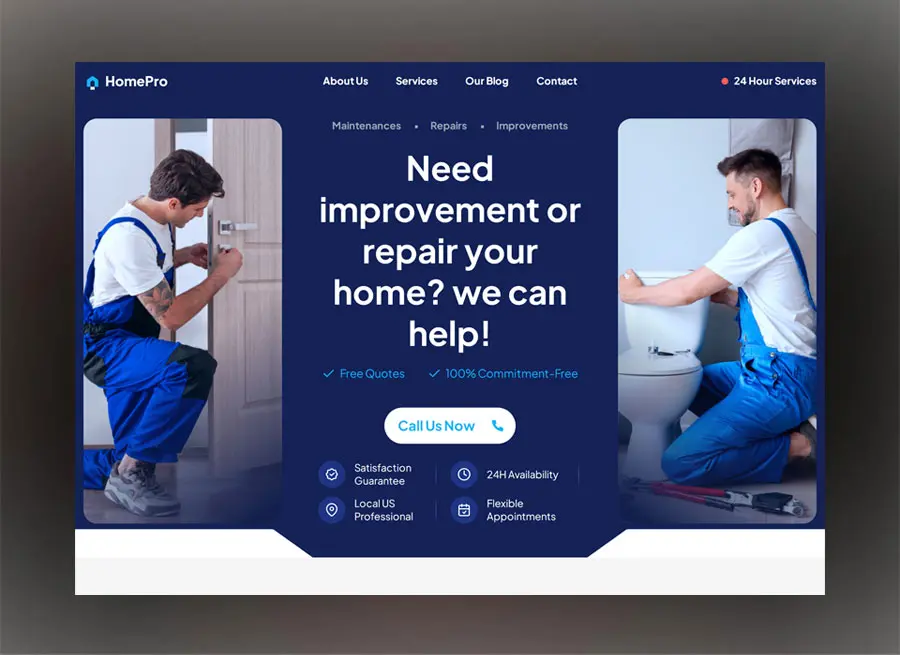 HomePro
About Us Services Our Blog Contact
24 Hour Services
Maintenances • Repairs • Improvements
Need
improvement or
repair your
home? we can
help!
Free Quotes 100% Commitment-Free
Call Us Now
Satisfaction
Guarantee
24H Availability
Local US
Professional
Flexible
Appointments